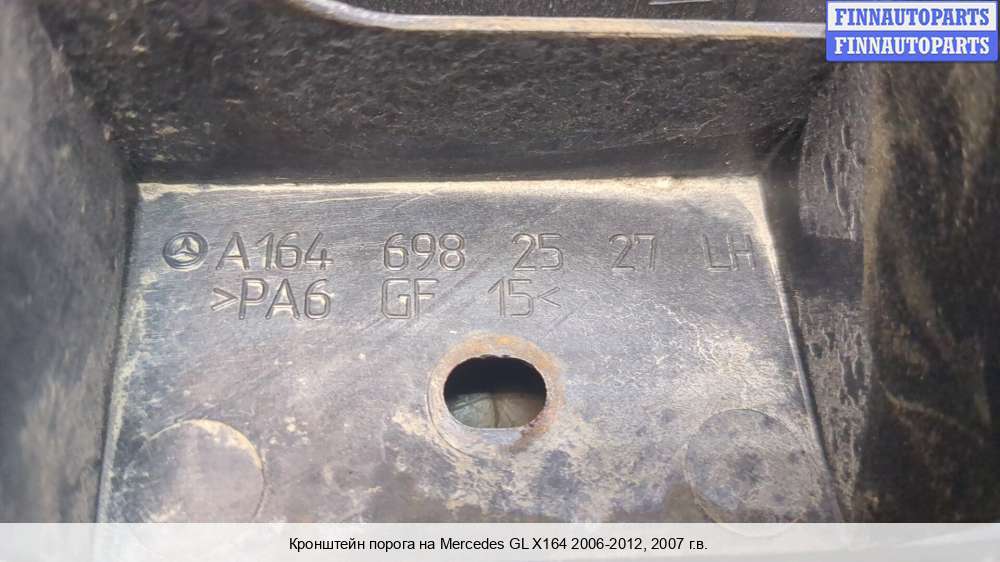 FINNAUTOPARTS
FINNAUTOPARTS
A164 698 25 27 LH
>PA6 GF 15<
Кронштейн порога на Mercedes GL X164 2006-2012, 2007 г.в.